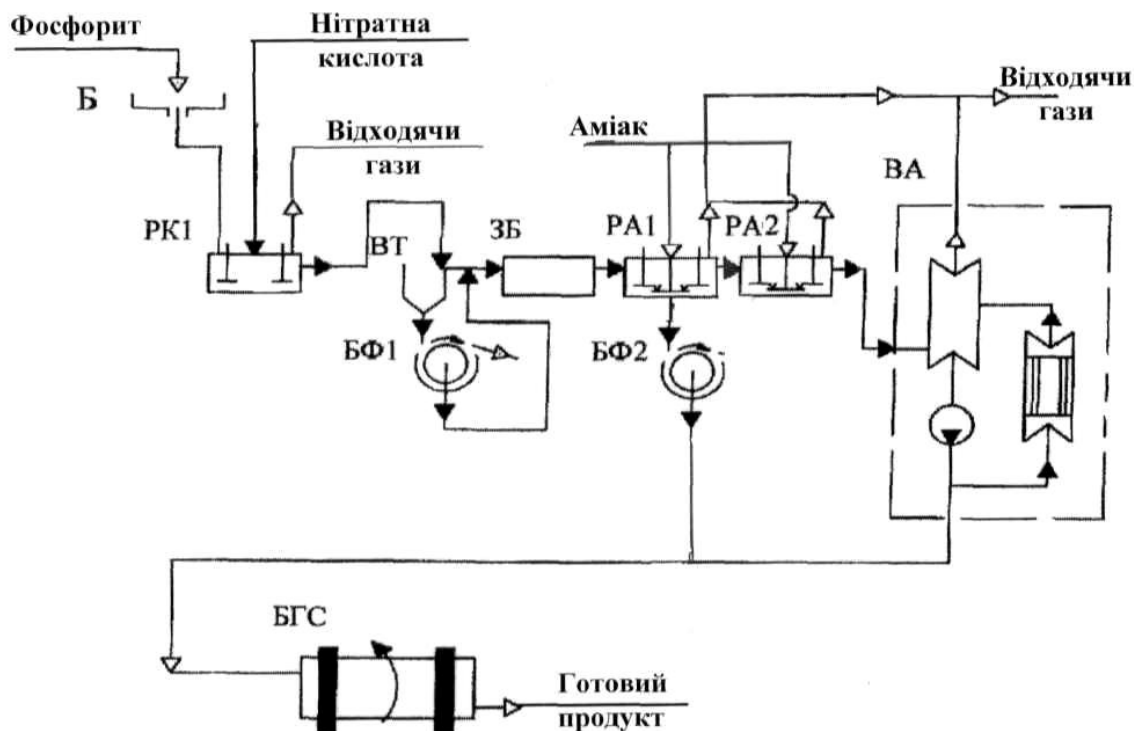 Фосфорит
Нітратна
кислота
Б
Відходячи
гази
Відходячи
гази
Аміак
ВА
РК1
ВТ
ЗБ
РА1
РА2
БФ1
БФ2
БГС
Готовий
продукт